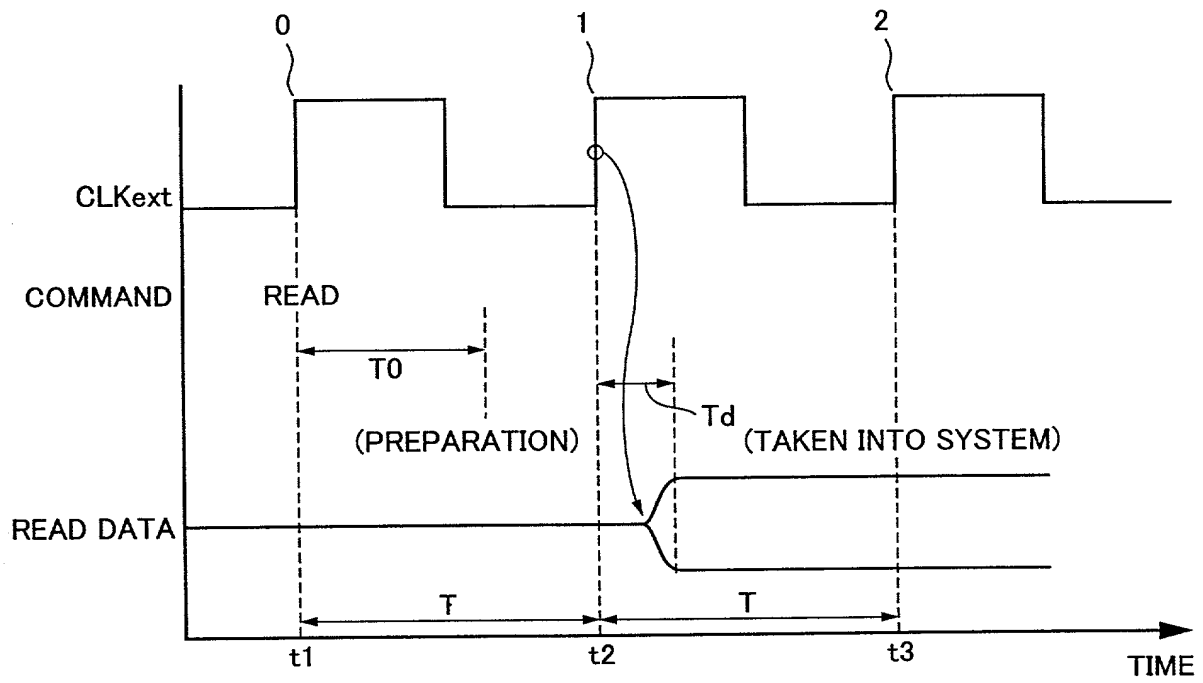 0 1 2
CLKext
COMMAND READ
T0
Td
(PREPARATION) (TAKEN INTO SYSTEM)
READ DATA
T T
t1 t2 t3
TIME